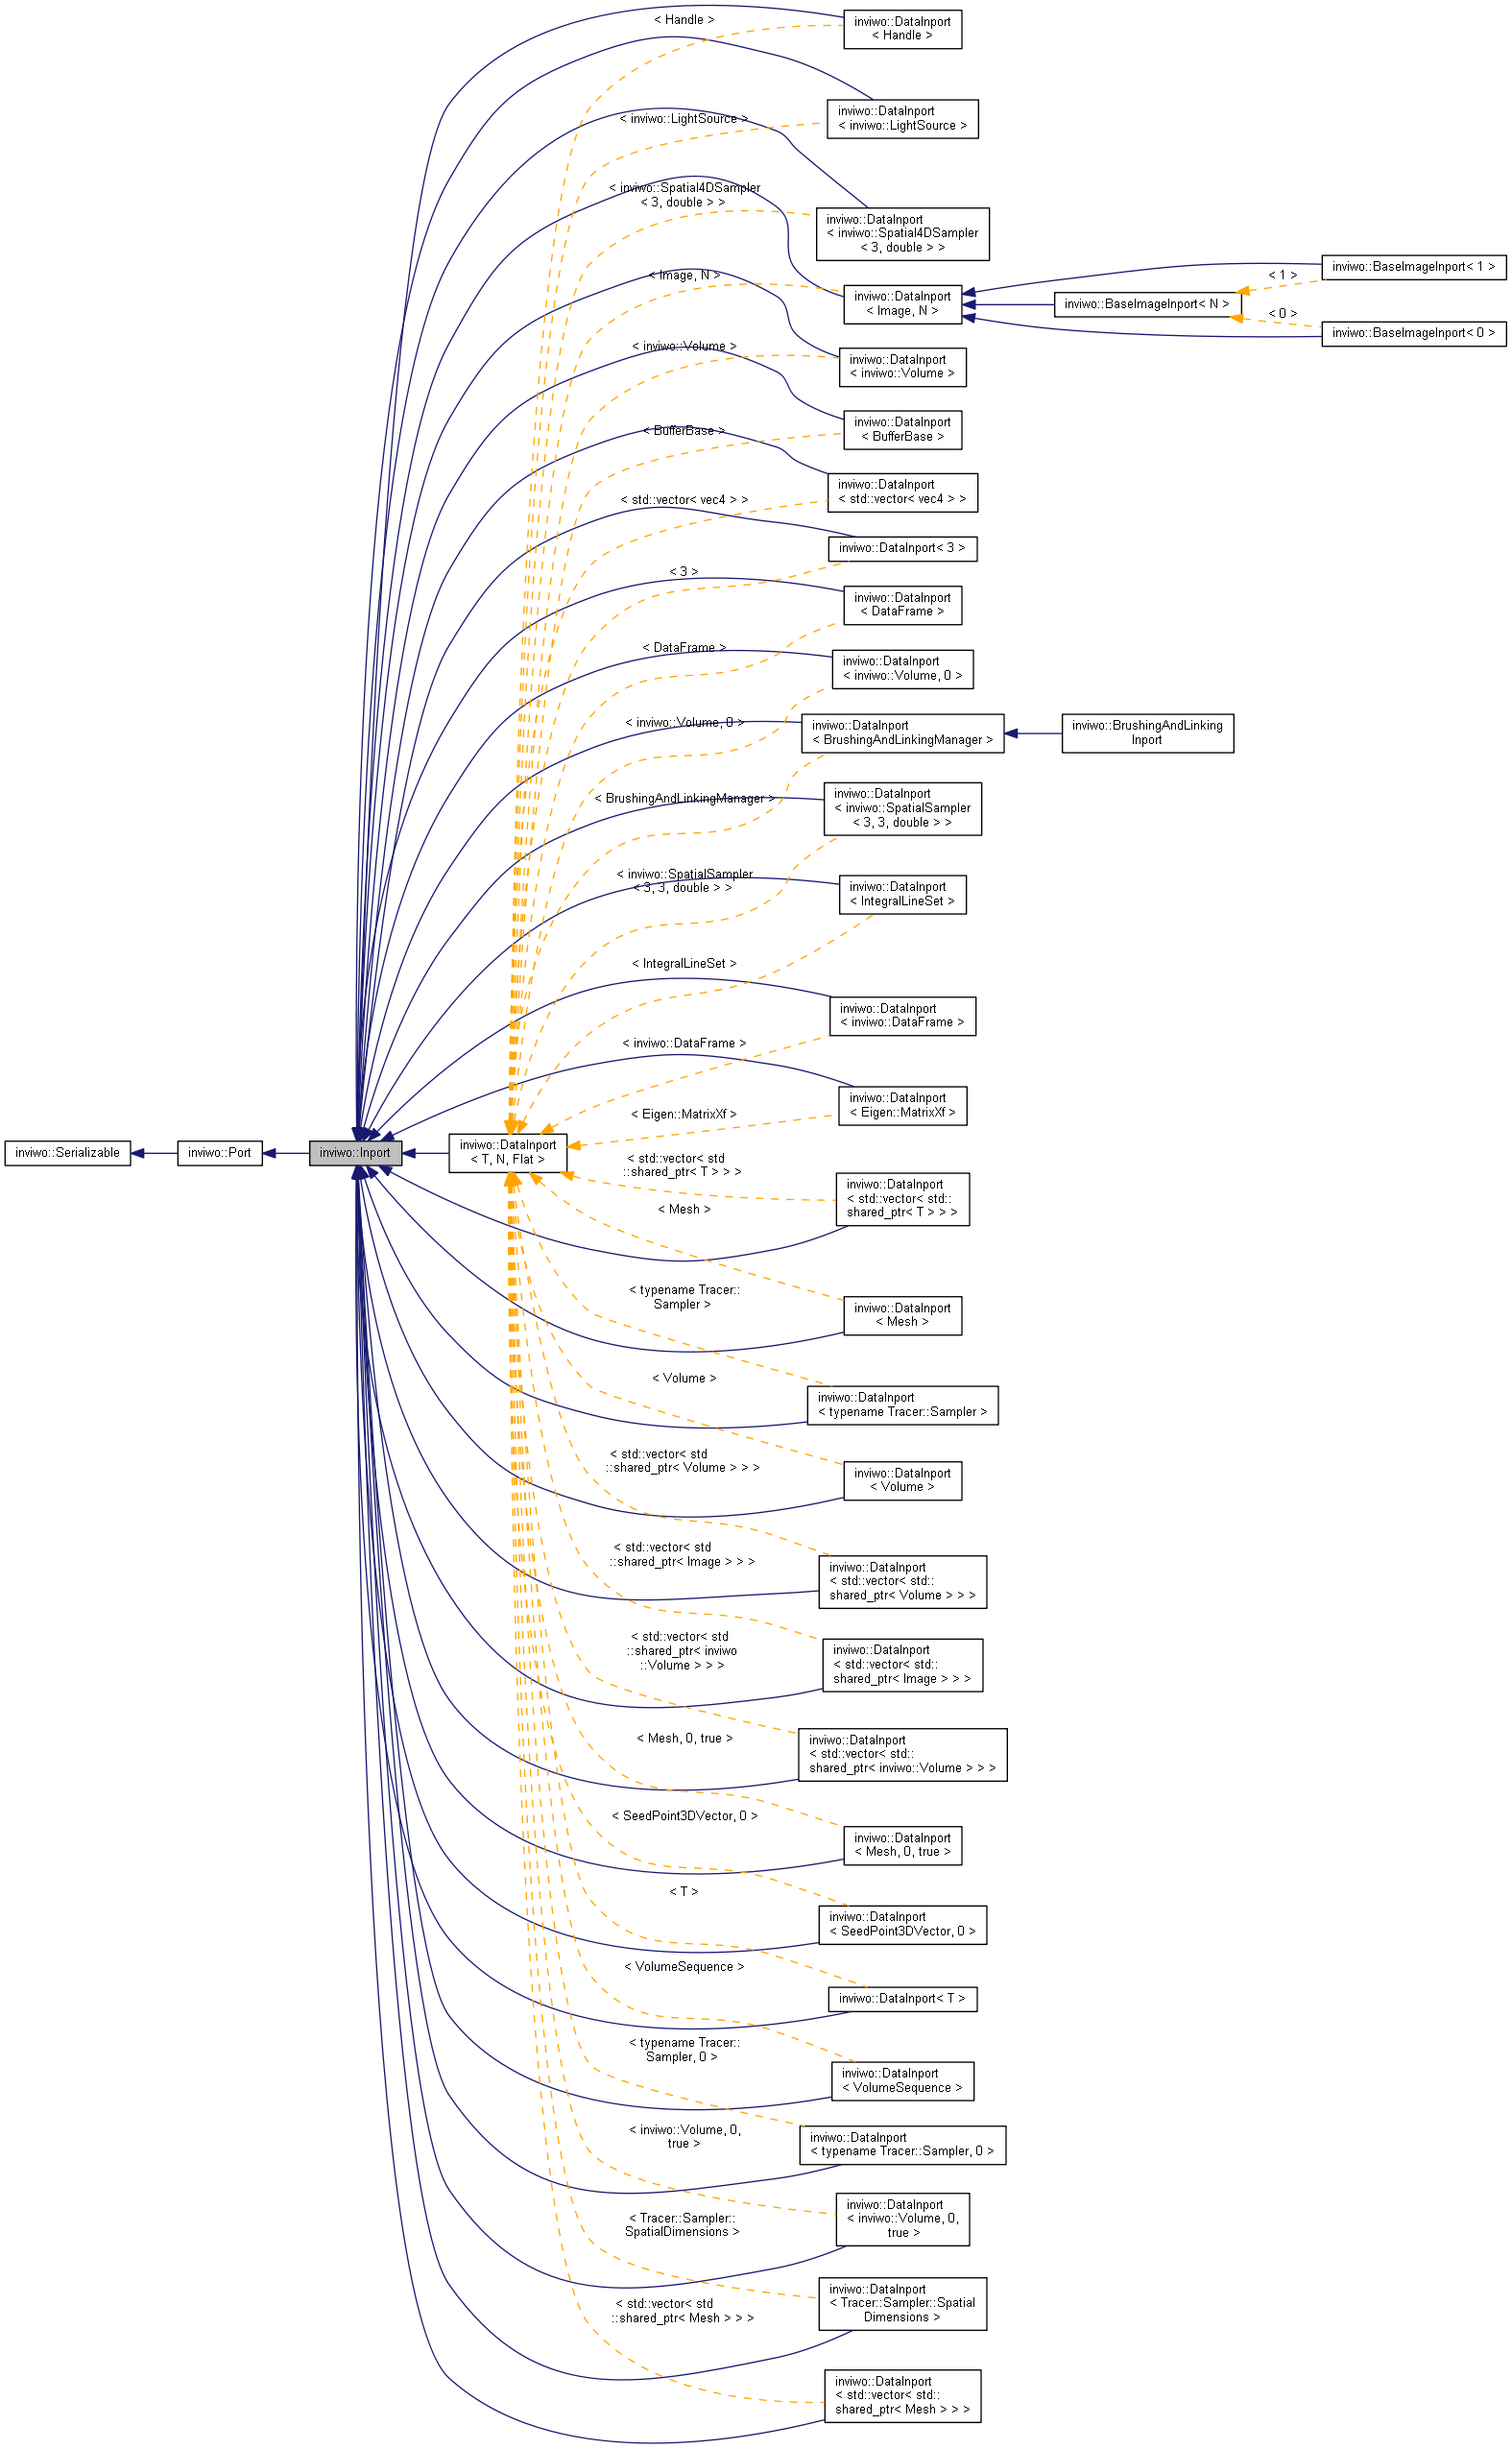 < Handle >
inviwo::DataInport
< Handle >
inviwo::DataInport
< inviwo::LightSource >
< inviwo::LightSource >
< inviwo::Spatial4DSampler
< 3, double > >
inviwo::DataInport
< inviwo::Spatial4DSampler
< 3, double > >
< Image, N >
inviwo::DataInport
< Image, N >
inviwo::BaseImageInport< N >
< 1 >
< 0 >
inviwo::BaseImageInport< 1 >
inviwo::BaseImageInport< 0 >
< inviwo::Volume >
inviwo::DataInport
< inviwo::Volume >
< BufferBase >
inviwo::DataInport
< BufferBase >
< std::vector< vec4 > >
inviwo::DataInport
< std::vector< vec4 > >
< 3 >
inviwo::DataInport< 3 >
< DataFrame >
inviwo::DataInport
< DataFrame >
< inviwo::Volume, 0 >
inviwo::DataInport
< inviwo::Volume, 0 >
< BrushingAndLinkingManager >
inviwo::DataInport
< BrushingAndLinkingManager >
inviwo::BrushingAndLinking
Inport
< inviwo::SpatialSampler
< 3, 3, double > >
inviwo::DataInport
< inviwo::SpatialSampler
< 3, 3, double > >
< IntegralLineSet >
inviwo::DataInport
< IntegralLineSet >
< inviwo::DataFrame >
inviwo::DataInport
< inviwo::DataFrame >
< Eigen::MatrixXf >
inviwo::DataInport
< Eigen::MatrixXf >
inviwo::Serializable
inviwo::Port
inviwo::Inport
inviwo::DataInport
< T, N, Flat >
< std::vector< std
::shared_ptr< T > > >
inviwo::DataInport
< std::vector< std::
shared_ptr< T > > >
< Mesh >
inviwo::DataInport
< Mesh >
< typename Tracer::
Sampler >
inviwo::DataInport
< typename Tracer::Sampler >
< Volume >
inviwo::DataInport
< Volume >
< std::vector< std
::shared_ptr< Volume > > >
inviwo::DataInport
< std::vector< std::
shared_ptr< Volume > > >
< std::vector< std
::shared_ptr< Image > > >
inviwo::DataInport
< std::vector< std::
shared_ptr< Image > > >
< std::vector< std
::shared_ptr< inviwo
::Volume > > >
inviwo::DataInport
< std::vector< std::
shared_ptr< inviwo::Volume > > >
< Mesh, 0, true >
inviwo::DataInport
< Mesh, 0, true >
< SeedPoint3DVector, 0 >
inviwo::DataInport
< SeedPoint3DVector, 0 >
< T >
inviwo::DataInport< T >
< VolumeSequence >
inviwo::DataInport
< VolumeSequence >
< typename Tracer::
Sampler, 0 >
inviwo::DataInport
< typename Tracer::Sampler, 0 >
< inviwo::Volume, 0,
true >
inviwo::DataInport
< inviwo::Volume, 0,
true >
< Tracer::Sampler::
SpatialDimensions >
inviwo::DataInport
< Tracer::Sampler::Spatial
Dimensions >
< std::vector< std
::shared_ptr< Mesh > > >
inviwo::DataInport
< std::vector< std::
shared_ptr< Mesh > > >